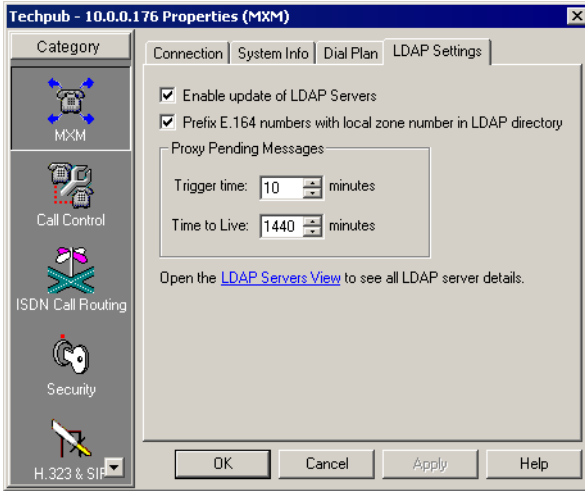 Techpub - 10.0.0.176 Properties (MXM)
Category
MXM
Call Control
ISDN Call Routing
Security
H.323 & SIP
Connection System Info Dial Plan LDAP Settings
Enable update of LDAP Servers
Prefix E.164 numbers with local zone number in LDAP directory
Proxy Pending Messages
Trigger time: 10 minutes
Time to Live: 1440 minutes
Open the LDAP Servers View to see all LDAP server details.
OK Cancel Apply Help